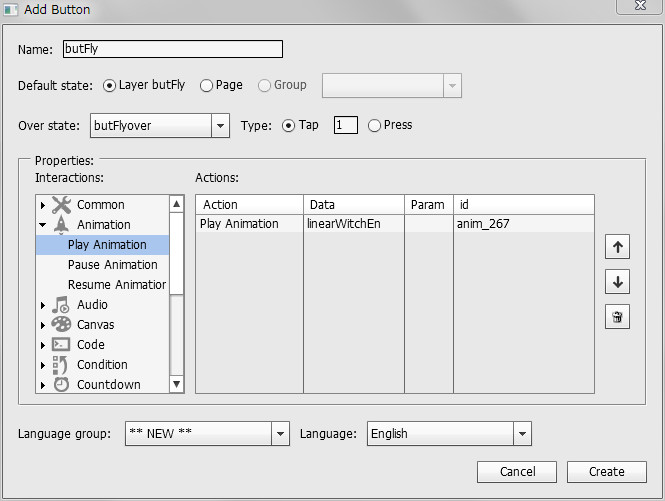 Add Button
Name: butFly
Default state: Layer butFly Page Group
Over state: butFlyover Type: Tap 1 Press
Properties:
Interactions: Actions:
Common
Animation
Play Animation
Pause Animation
Resume Animation
Audio
Canvas
Code
Condition
Countdown
Action Data Param id
Play Animation linearWitchEn anim_267
Language group: ** NEW ** Language: English
Cancel Create